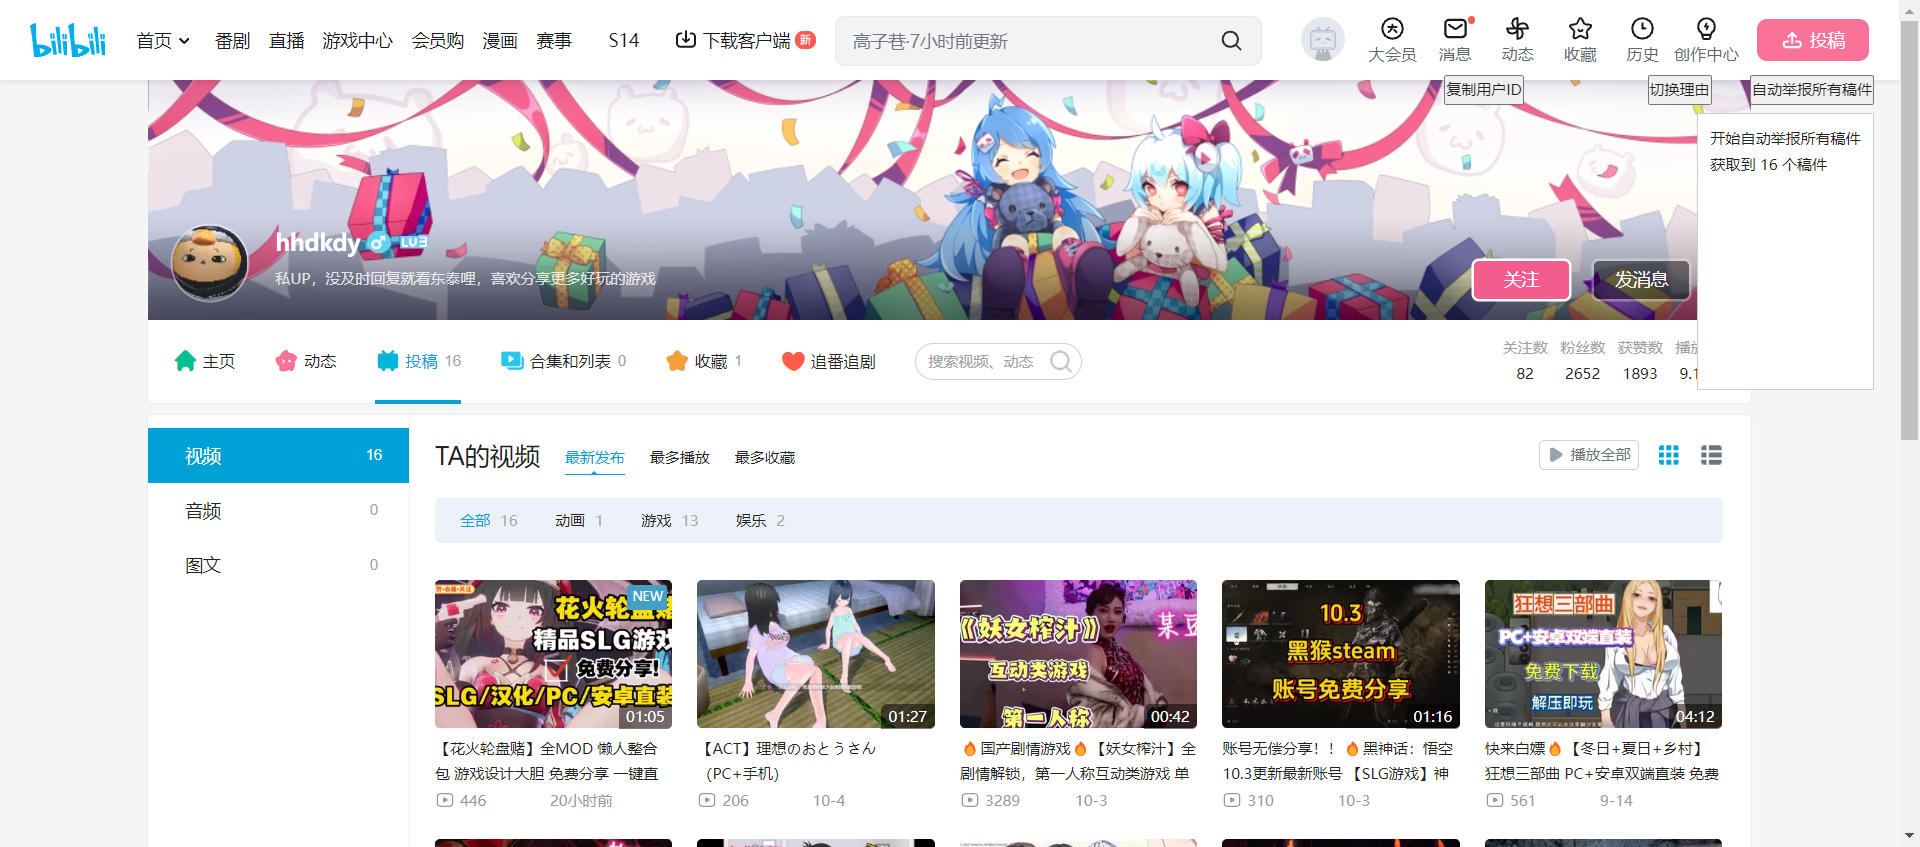 bilibili
首页
番剧
直播
游戏中心
会员购
漫画
赛事
S14
下载客户端
新
高子巷·7小时前更新
大会员
消息
动态
收藏
历史
创作中心
投稿
复制用户ID
切换理由
自动举报所有稿件
开始自动举报所有稿件
获取到 16 个稿件
hhdkdy
LV3
私UP，没及时回复就看东泰哩，喜欢分享更多好玩的游戏
关注
发消息
主页
动态
投稿 16
合集和列表 0
收藏 1
追番追剧
搜索视频、动态
关注数
粉丝数
获赞数
82
2652
1893
9.1
视频 16
音频 0
图文 0
TA的视频
最新发布
最多播放
最多收藏
播放全部
全部 16
动画 1
游戏 13
娱乐 2
NEW
花火轮盘赌
精品SLG游戏
免费分享!
SLG/汉化/PC/安卓直装
01:05
【花火轮盘赌】全MOD 懒人整合
包 游戏设计大胆 免费分享 一键直
446
20小时前
01:27
【ACT】理想のおとうさん
（PC+手机）
206
10-4
《妖女榨汁》
某豆
互动类游戏
第一人称
00:42
🔥国产剧情游戏🔥【妖女榨汁】全
剧情解锁，第一人称互动类游戏 单
3289
10-3
10.3
黑猴steam
账号免费分享
01:16
账号无偿分享！！🔥黑神话：悟空
10.3更新最新账号 【SLG游戏】神
310
10-3
狂想三部曲
PC+安卓双端直装
免费下载
解压即玩
04:12
快来白嫖🔥【冬日+夏日+乡村】
狂想三部曲 PC+安卓双端直装 免费
561
9-14